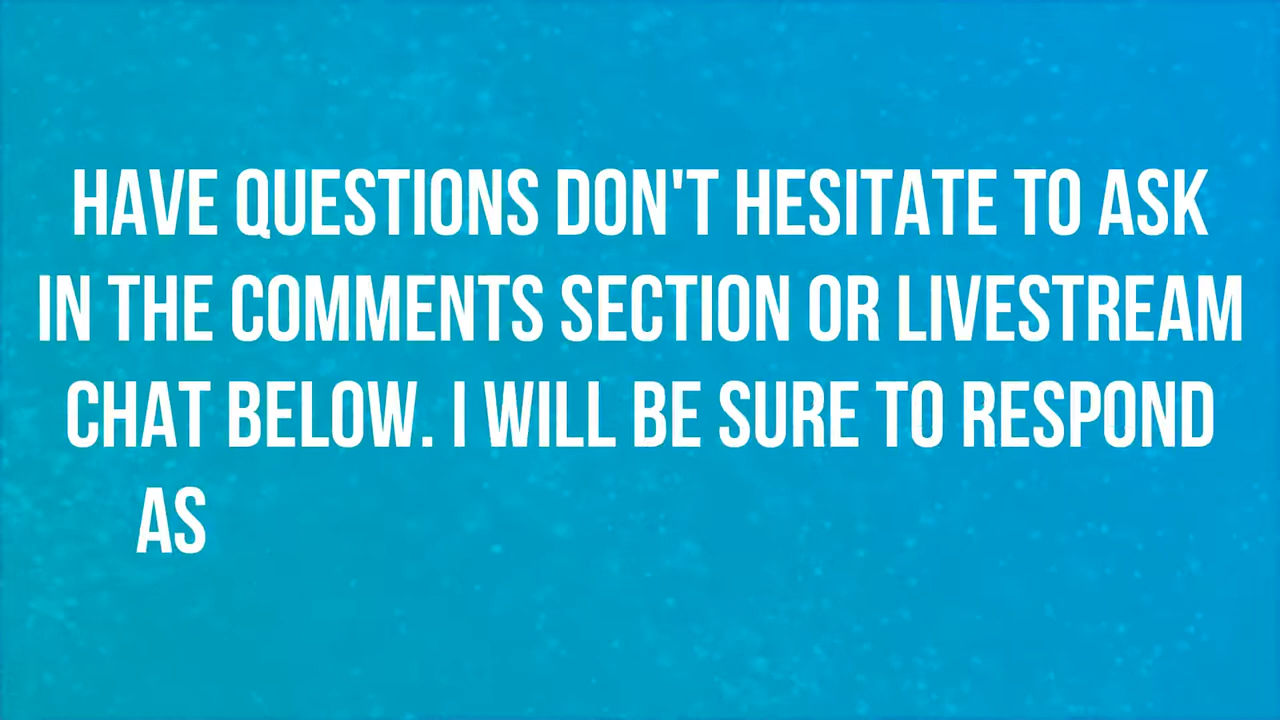 HAVE QUESTIONS DON'T HESITATE TO ASK
IN THE COMMENTS SECTION OR LIVESTREAM
CHAT BELOW. I WILL BE SURE TO RESPOND
AS